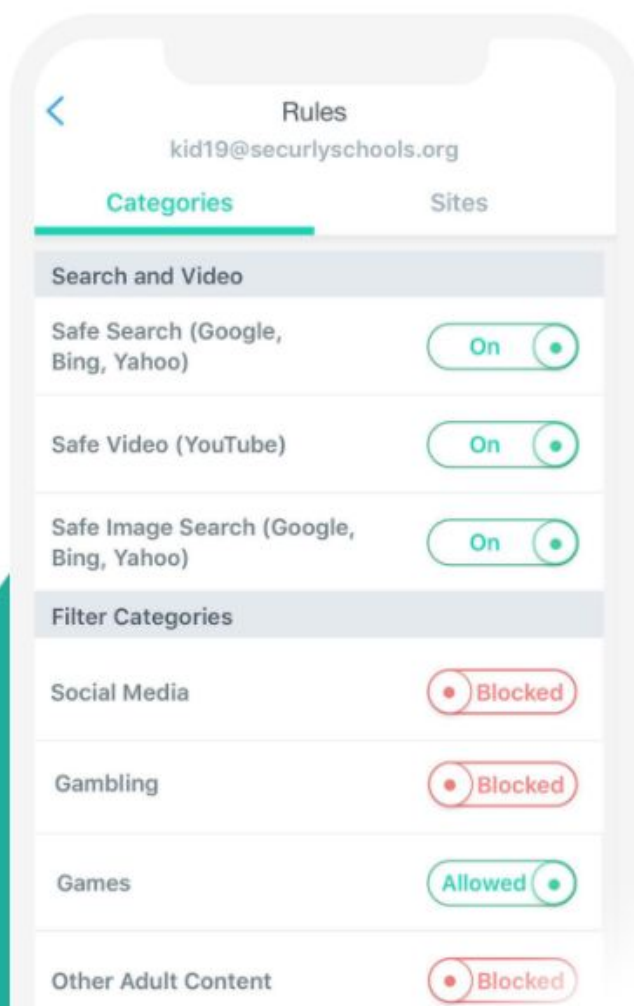 Rules
kid19@securlyschools.org
Categories
Sites
Search and Video
Safe Search (Google,
Bing, Yahoo)
On
Safe Video (YouTube)
On
Safe Image Search (Google,
Bing, Yahoo)
On
Filter Categories
Social Media
Blocked
Gambling
Blocked
Games
Allowed
Other Adult Content
Blocked